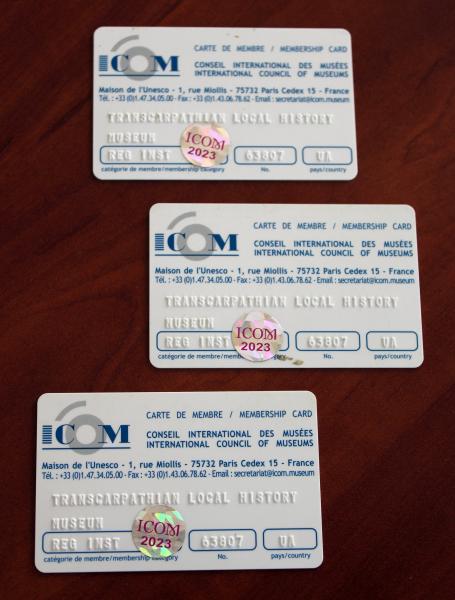 ICOM
CARTE DE MEMBRE / MEMBERSHIP CARD
CONSEIL INTERNATIONAL DES MUSÉES
INTERNATIONAL COUNCIL OF MUSEUMS
Maison de l'Unesco - 1, rue Miollis - 75732 Paris Cedex 15 - France
Tél. : +33 (0)1.47.34.05.00 - Fax : +33 (0)1.43.06.78.62 - Email : secretariat@icom.museum
TRANSCARPATHIAN LOCAL HISTORY
MUSEUM
ICOM
2023
REG INST 63807 UA
catégorie de membre/membership category No. pays/country
ICOM
CARTE DE MEMBRE / MEMBERSHIP CARD
CONSEIL INTERNATIONAL DES MUSÉES
INTERNATIONAL COUNCIL OF MUSEUMS
Maison de l'Unesco - 1, rue Miollis - 75732 Paris Cedex 15 - France
Tél. : +33 (0)1.47.34.05.00 - Fax : +33 (0)1.43.06.78.62 - Email : secretariat@icom.museum
TRANSCARPATHIAN LOCAL HISTORY
MUSEUM
ICOM
2023
REG INST 63807 UA
catégorie de membre/membership category No. pays/country
ICOM
CARTE DE MEMBRE / MEMBERSHIP CARD
CONSEIL INTERNATIONAL DES MUSÉES
INTERNATIONAL COUNCIL OF MUSEUMS
Maison de l'Unesco - 1, rue Miollis - 75732 Paris Cedex 15 - France
Tél. : +33 (0)1.47.34.05.00 - Fax : +33 (0)1.43.06.78.62 - Email : secretariat@icom.museum
TRANSCARPATHIAN LOCAL HISTORY
MUSEUM
ICOM
2023
REG INST 63807 UA
catégorie de membre/membership category No. pays/country